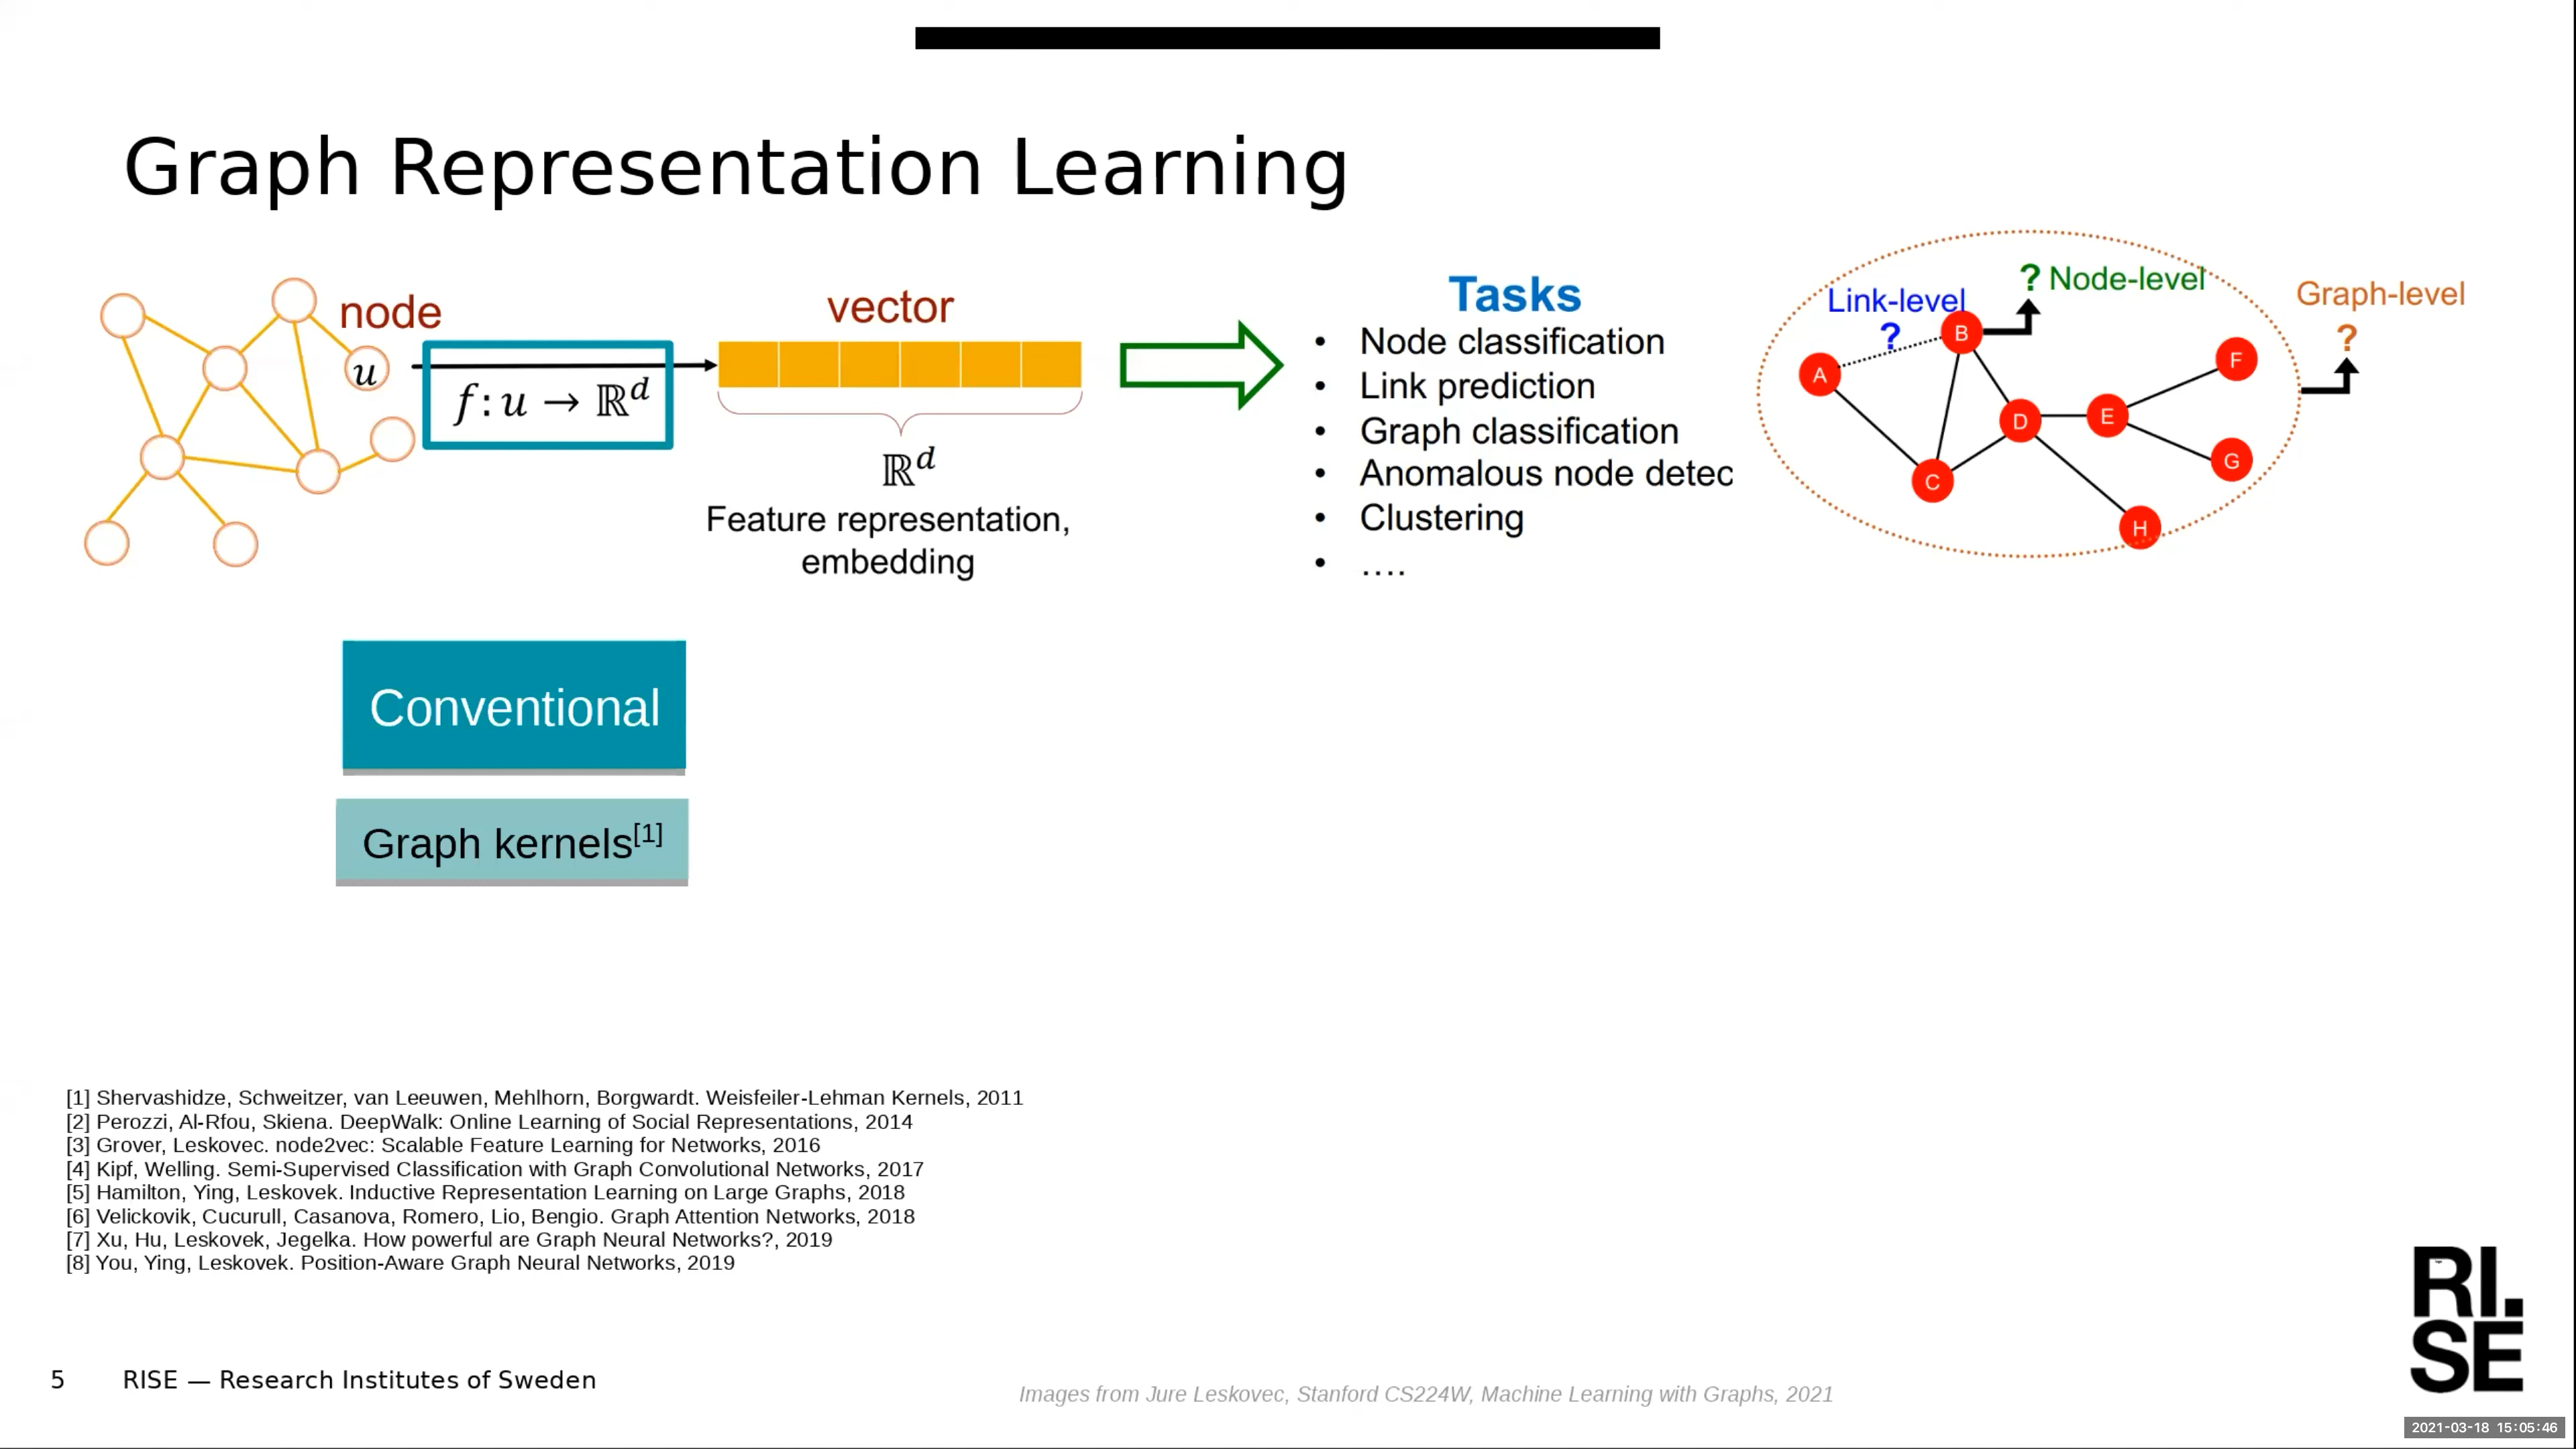 Graph Representation Learning
node
u
f : u → ℝᵈ
vector
ℝᵈ
Feature representation,
embedding
Tasks
• Node classification
• Link prediction
• Graph classification
• Anomalous node detec
• Clustering
• ....
Link-level
?
? Node-level
Graph-level
?
A
B
C
D
E
F
G
H
Conventional
Graph kernels[1]
[1] Shervashidze, Schweitzer, van Leeuwen, Mehlhorn, Borgwardt. Weisfeiler-Lehman Kernels, 2011
[2] Perozzi, Al-Rfou, Skiena. DeepWalk: Online Learning of Social Representations, 2014
[3] Grover, Leskovec. node2vec: Scalable Feature Learning for Networks, 2016
[4] Kipf, Welling. Semi-Supervised Classification with Graph Convolutional Networks, 2017
[5] Hamilton, Ying, Leskovek. Inductive Representation Learning on Large Graphs, 2018
[6] Velickovik, Cucurull, Casanova, Romero, Lio, Bengio. Graph Attention Networks, 2018
[7] Xu, Hu, Leskovek, Jegelka. How powerful are Graph Neural Networks?, 2019
[8] You, Ying, Leskovek. Position-Aware Graph Neural Networks, 2019
5 RISE — Research Institutes of Sweden
Images from Jure Leskovec, Stanford CS224W, Machine Learning with Graphs, 2021
RI.
SE
2021-03-18 15:05:46